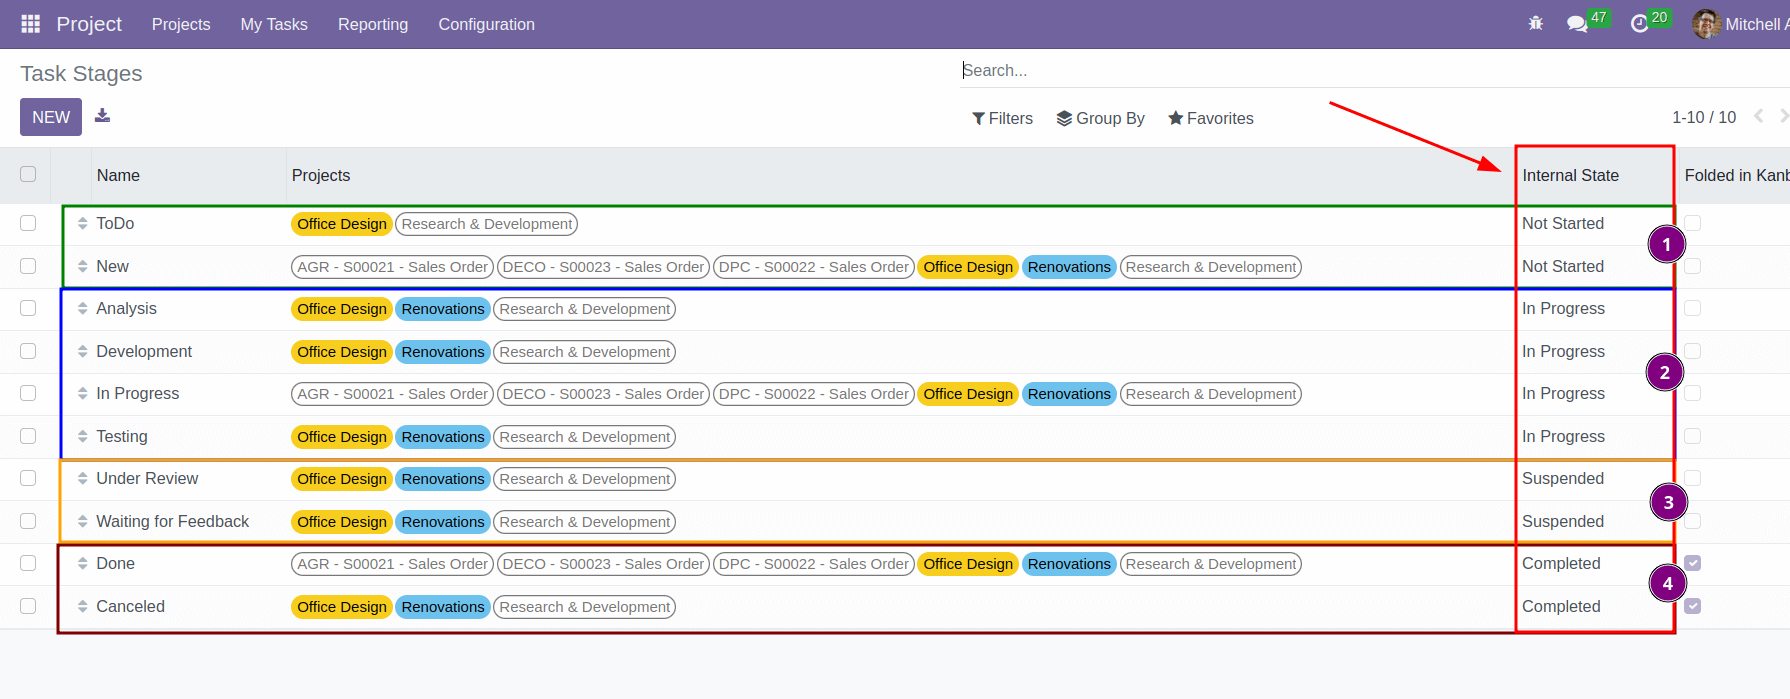 Project Projects My Tasks Reporting Configuration 47 20 Mitchell A
Task Stages Search...
NEW Filters Group By Favorites 1-10 / 10
Name Projects Internal State Folded in Kanb
ToDo Office Design Research & Development Not Started
1
New AGR - S00021 - Sales Order DECO - S00023 - Sales Order DPC - S00022 - Sales Order Office Design Renovations Research & Development Not Started
Analysis Office Design Renovations Research & Development In Progress
Development Office Design Renovations Research & Development In Progress
2
In Progress AGR - S00021 - Sales Order DECO - S00023 - Sales Order DPC - S00022 - Sales Order Office Design Renovations Research & Development In Progress
Testing Office Design Renovations Research & Development In Progress
Under Review Office Design Renovations Research & Development Suspended
3
Waiting for Feedback Office Design Renovations Research & Development Suspended
Done AGR - S00021 - Sales Order DECO - S00023 - Sales Order DPC - S00022 - Sales Order Office Design Renovations Research & Development Completed
4
Canceled Office Design Renovations Research & Development Completed